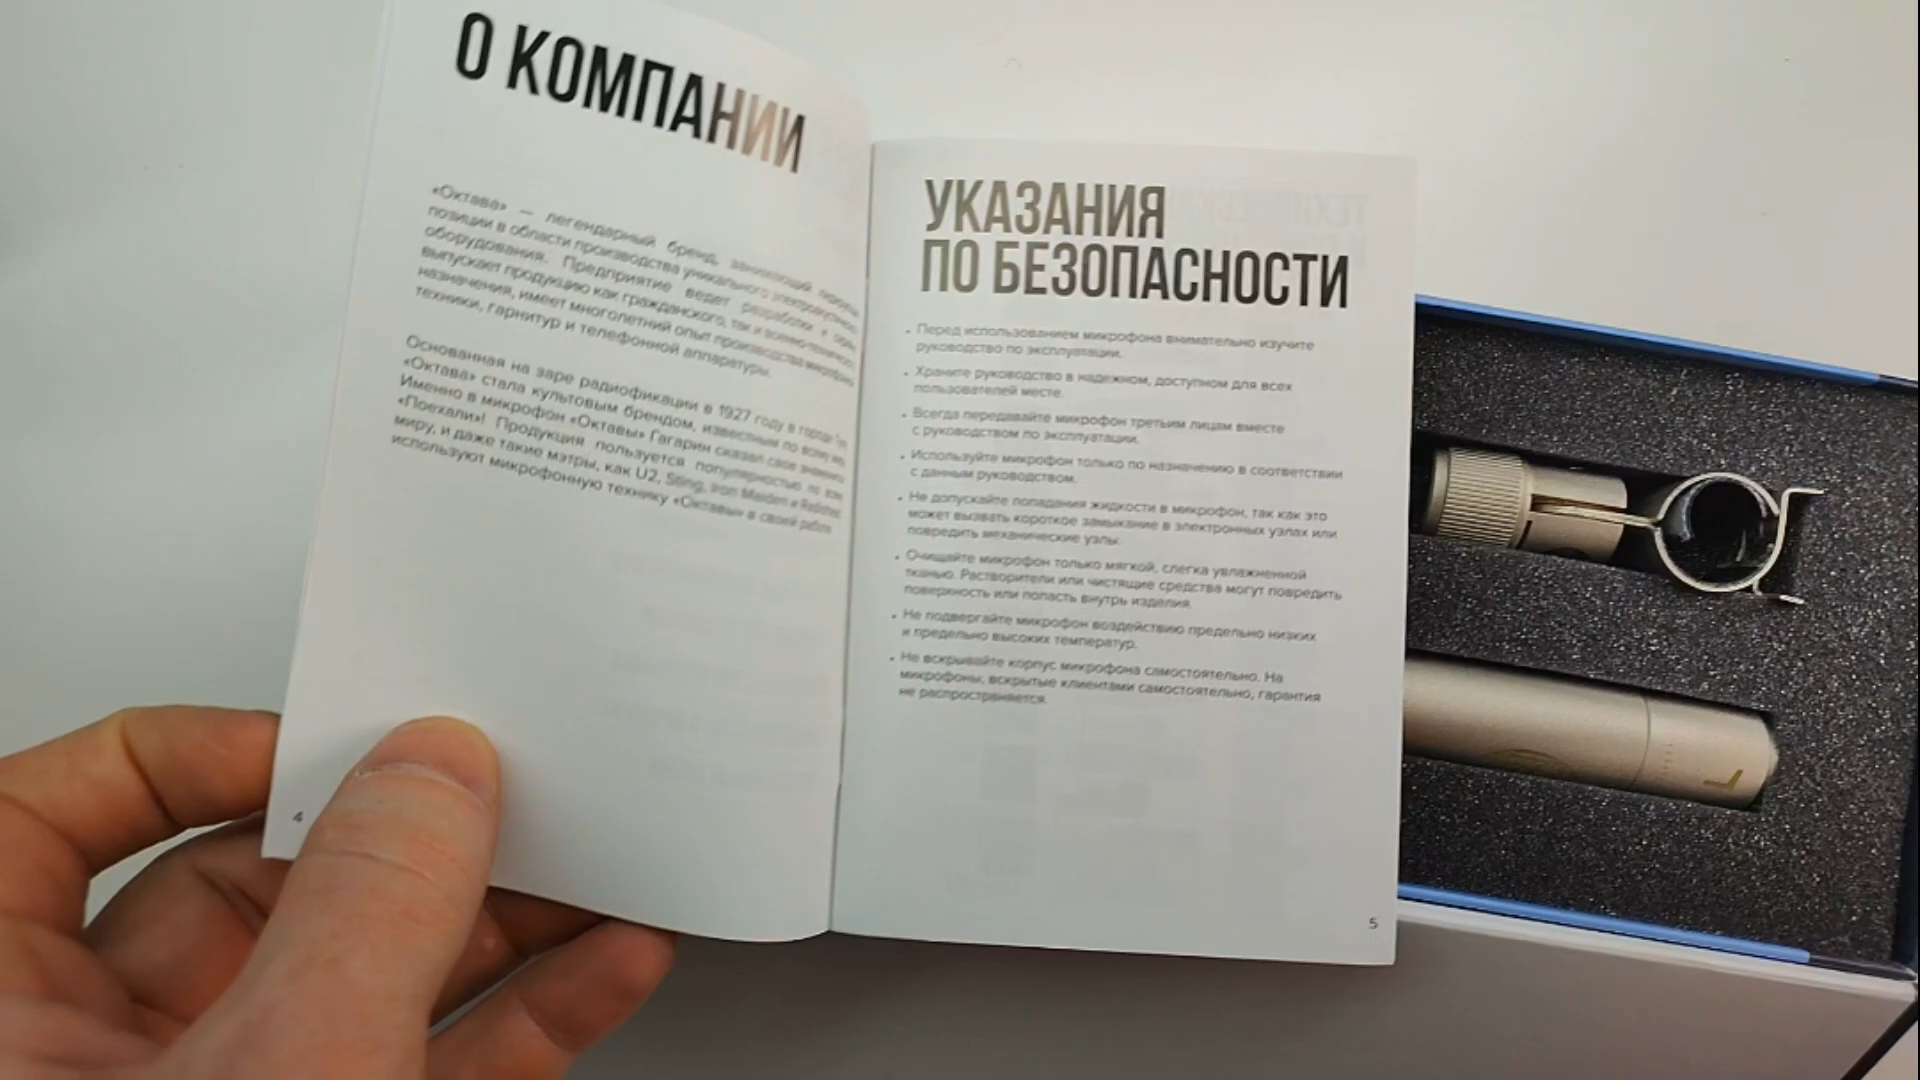 О КОМПАНИИ
«Октава» — легендарный бренд, занимающий
позиции в области производства уникального электроакустического
оборудования. Предприятие ведет разработки и
выпускает продукцию как гражданского, так и военно-технического
назначения, имеет многолетний опыт производства микрофонов,
техники, гарнитур и телефонной аппаратуры.
Основанная на заре радиофикации в 1927 году в городе
«Октава» стала культовым брендом, известным по всему
Именно в микрофон «Октавы» Гагарин сказал свое
«Поехали»! Продукция пользуется популярностью по всему
миру, и даже такие мэтры, как U2, Sting, Iron Maiden и Radiohead,
используют микрофонную технику «Октавы» в своей работе.
4
УКАЗАНИЯ
ПО БЕЗОПАСНОСТИ
• Перед использованием микрофона внимательно изучите
руководство по эксплуатации.
• Храните руководство в надежном, доступном для всех
пользователей месте.
• Всегда передавайте микрофон третьим лицам вместе
с руководством по эксплуатации.
• Используйте микрофон только по назначению в соответствии
с данным руководством.
• Не допускайте попадания жидкости в микрофон, так как это
может вызвать короткое замыкание в электронных узлах или
повредить механические узлы.
• Очищайте микрофон только мягкой, слегка увлажненной
тканью. Растворители или чистящие средства могут повредить
поверхность или попасть внутрь изделия.
• Не подвергайте микрофон воздействию предельно низких
и предельно высоких температур.
• Не вскрывайте корпус микрофона самостоятельно. На
микрофоны, вскрытые клиентами самостоятельно, гарантия
не распространяется.
5